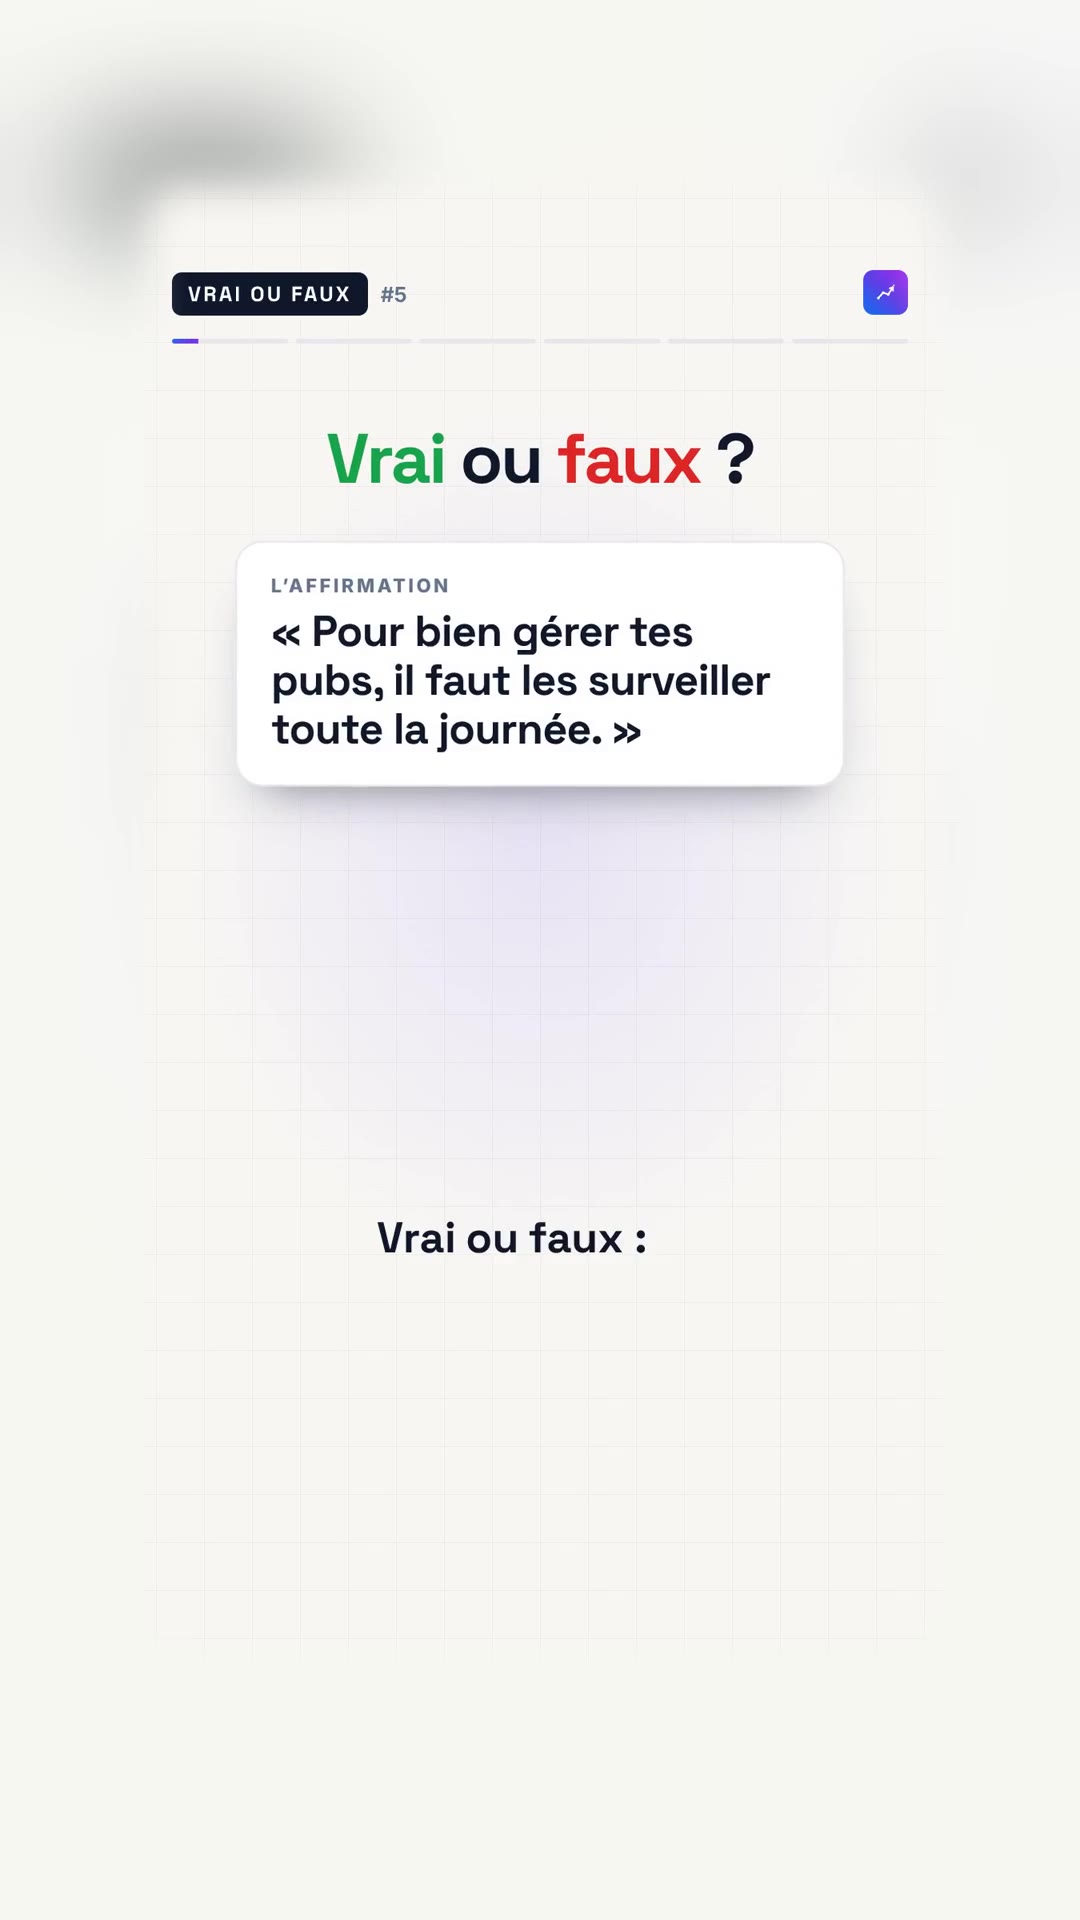 VRAI OU FAUX #5
Vrai ou faux ?
L'AFFIRMATION
« Pour bien gérer tes
pubs, il faut les surveiller
toute la journée. »
Vrai ou faux :